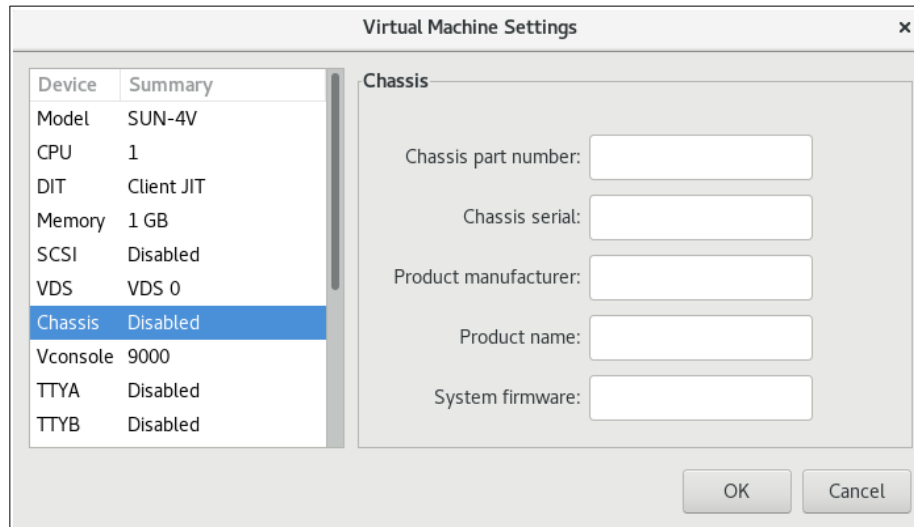 Virtual Machine Settings ×
Device Summary
Model SUN-4V
CPU 1
DIT Client JIT
Memory 1 GB
SCSI Disabled
VDS VDS 0
Chassis Disabled
Vconsole 9000
TTYA Disabled
TTYB Disabled
Chassis
Chassis part number:
Chassis serial:
Product manufacturer:
Product name:
System firmware:
OK Cancel